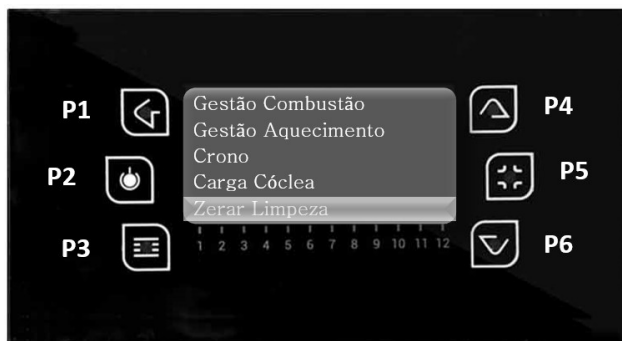 P1
P2
P3
Gestão Combustão
Gestão Aquecimento
Crono
Carga Cóclea
Zerar Limpeza
1 2 3 4 5 6 7 8 9 10 11 12
P4
P5
P6